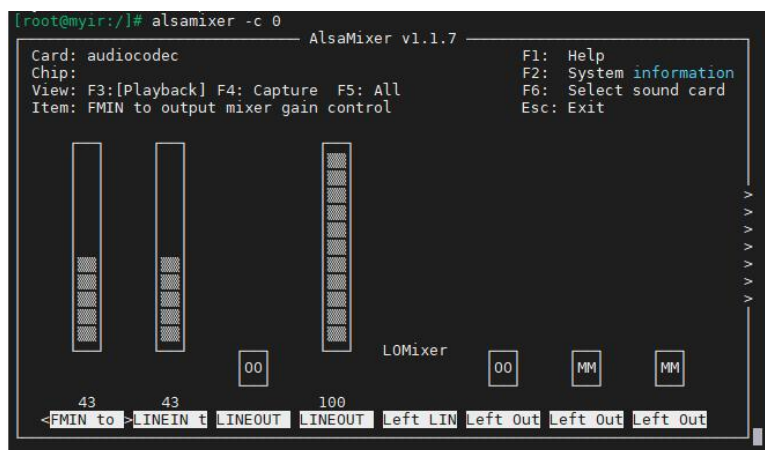 [root@myir:/]# alsamixer -c 0
AlsaMixer v1.1.7
Card: audiocodec F1: Help
Chip: F2: System information
View: F3:[Playback] F4: Capture F5: All F6: Select sound card
Item: FMIN to output mixer gain control Esc: Exit
>
>
>
>
>
>
>
LOMixer
OO OO MM MM
43 43 100
<FMIN to >LINEIN t LINEOUT LINEOUT Left LIN Left Out Left Out Left Out